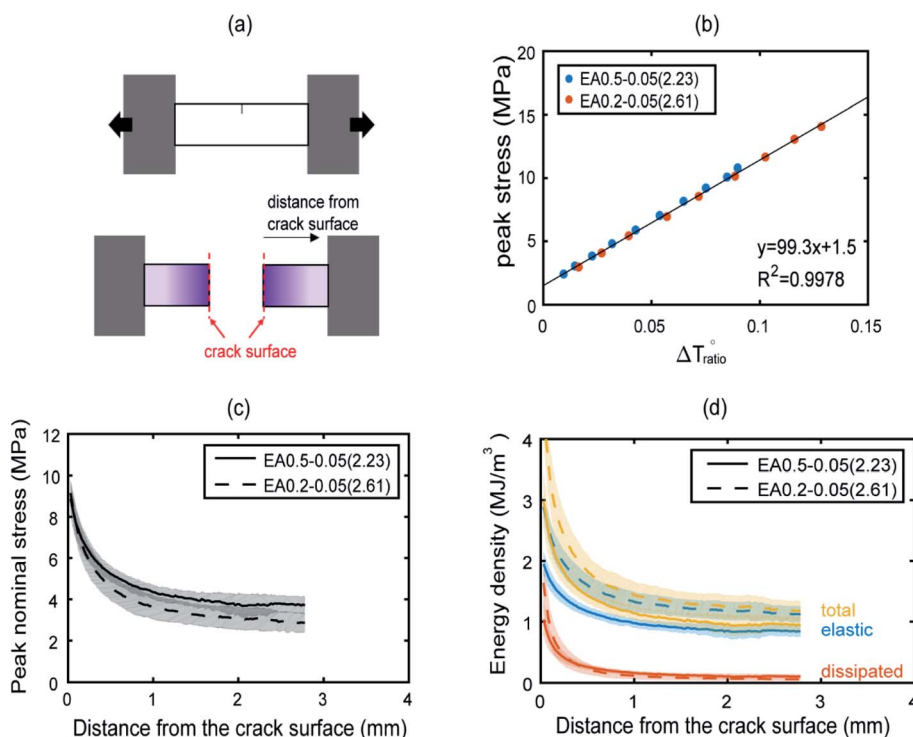 (a)
distance from
crack surface
crack surface
(b)
peak stress (MPa)
20
15
10
5
0
EA0.5-0.05(2.23)
EA0.2-0.05(2.61)
y=99.3x+1.5
R²=0.9978
0
0.05
0.1
0.15
ΔT°ratio
(c)
Peak nominal stress (MPa)
12
10
8
6
4
2
0
EA0.5-0.05(2.23)
EA0.2-0.05(2.61)
0
1
2
3
4
Distance from the crack surface (mm)
(d)
Energy density (MJ/m³)
4
3
2
1
0
EA0.5-0.05(2.23)
EA0.2-0.05(2.61)
total
elastic
dissipated
0
1
2
3
4
Distance from the crack surface (mm)